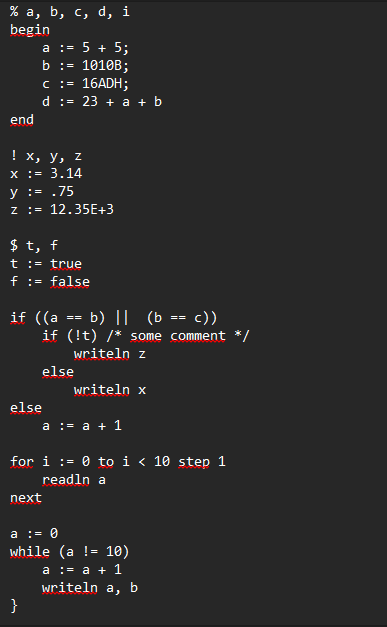 % a, b, c, d, i
begin
    a := 5 + 5;
    b := 1010B;
    c := 16ADH;
    d := 23 + a + b
end

! x, y, z
x := 3.14
y := .75
z := 12.35E+3

$ t, f
t := true
f := false

if ((a == b) ||  (b == c))
    if (!t) /* some comment */
        writeln z
    else
        writeln x
else
    a := a + 1

for i := 0 to i < 10 step 1
    readln a
next

a := 0
while (a != 10)
    a := a + 1
    writeln a, b
}